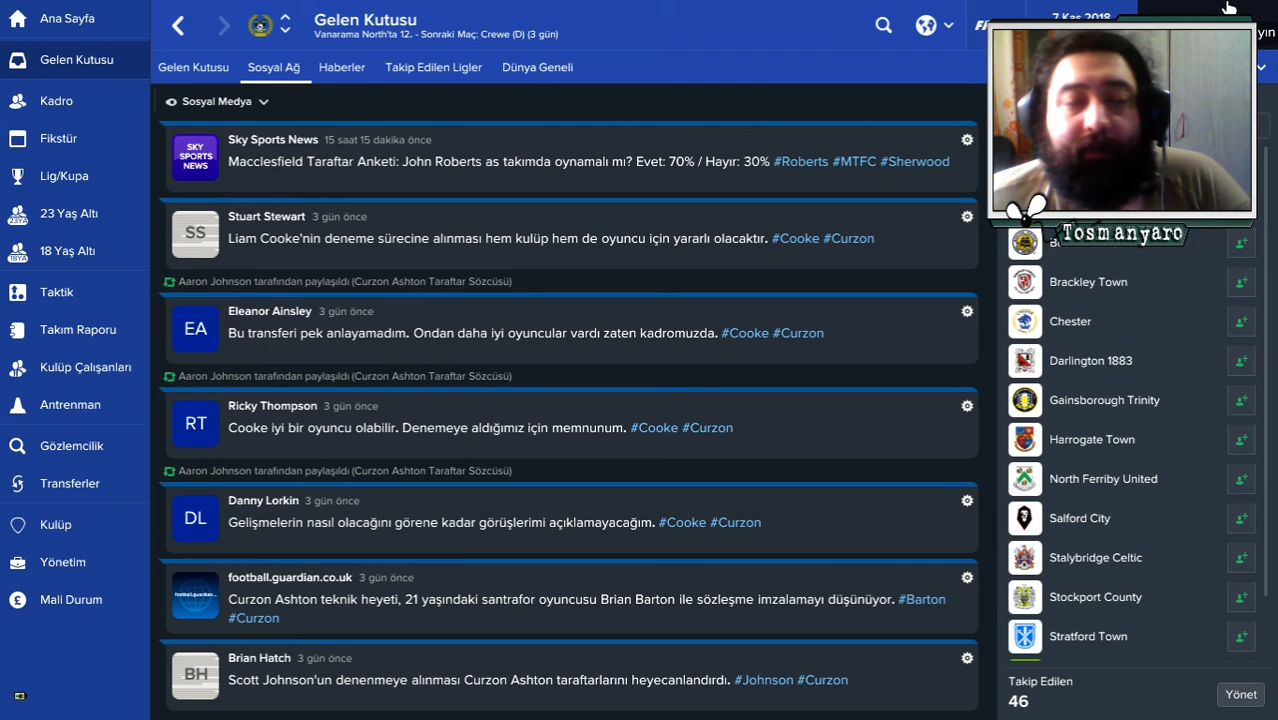 Ana Sayfa
Gelen Kutusu
Kadro
Fikstür
Lig/Kupa
23 Yaş Altı
18 Yaş Altı
Taktik
Takım Raporu
Kulüp Çalışanları
Antrenman
Gözlemcilik
Transferler
Kulüp
Yönetim
Mali Durum
Gelen Kutusu
Vanarama North'ta 12. - Sonraki Maç: Crewe (D) (3 gün)
7 Kas 2018
Gelen Kutusu Sosyal Ağ Haberler Takip Edilen Ligler Dünya Geneli
Sosyal Medya
SKY SPORTS NEWS
Sky Sports News 15 saat 15 dakika önce
Macclesfield Taraftar Anketi: John Roberts as takımda oynamalı mı? Evet: 70% / Hayır: 30% #Roberts #MTFC #Sherwood
SS
Stuart Stewart 3 gün önce
Liam Cooke'nin deneme sürecine alınması hem kulüp hem de oyuncu için yararlı olacaktır. #Cooke #Curzon
Aaron Johnson tarafından paylaşıldı (Curzon Ashton Taraftar Sözcüsü)
EA
Eleanor Ainsley 3 gün önce
Bu transferi pek anlayamadım. Ondan daha iyi oyuncular vardı zaten kadromuzda. #Cooke #Curzon
Aaron Johnson tarafından paylaşıldı (Curzon Ashton Taraftar Sözcüsü)
RT
Ricky Thompson 3 gün önce
Cooke iyi bir oyuncu olabilir. Denemeye aldığımız için memnunum. #Cooke #Curzon
Aaron Johnson tarafından paylaşıldı (Curzon Ashton Taraftar Sözcüsü)
DL
Danny Lorkin 3 gün önce
Gelişmelerin nasıl olacağını görene kadar görüşlerimi açıklamayacağım. #Cooke #Curzon
football.guardian.co.uk 3 gün önce
Curzon Ashton teknik heyeti, 21 yaşındaki santrafor oyuncusu Brian Barton ile sözleşme imzalamayı düşünüyor. #Barton
#Curzon
BH
Brian Hatch 3 gün önce
Scott Johnson'un denenmeye alınması Curzon Ashton taraftarlarını heyecanlandırdı. #Johnson #Curzon
Tosmanyaro
Brackley Town
Chester
Darlington 1883
Gainsborough Trinity
Harrogate Town
North Ferriby United
Salford City
Stalybridge Celtic
Stockport County
Stratford Town
Takip Edilen
46
Yönet